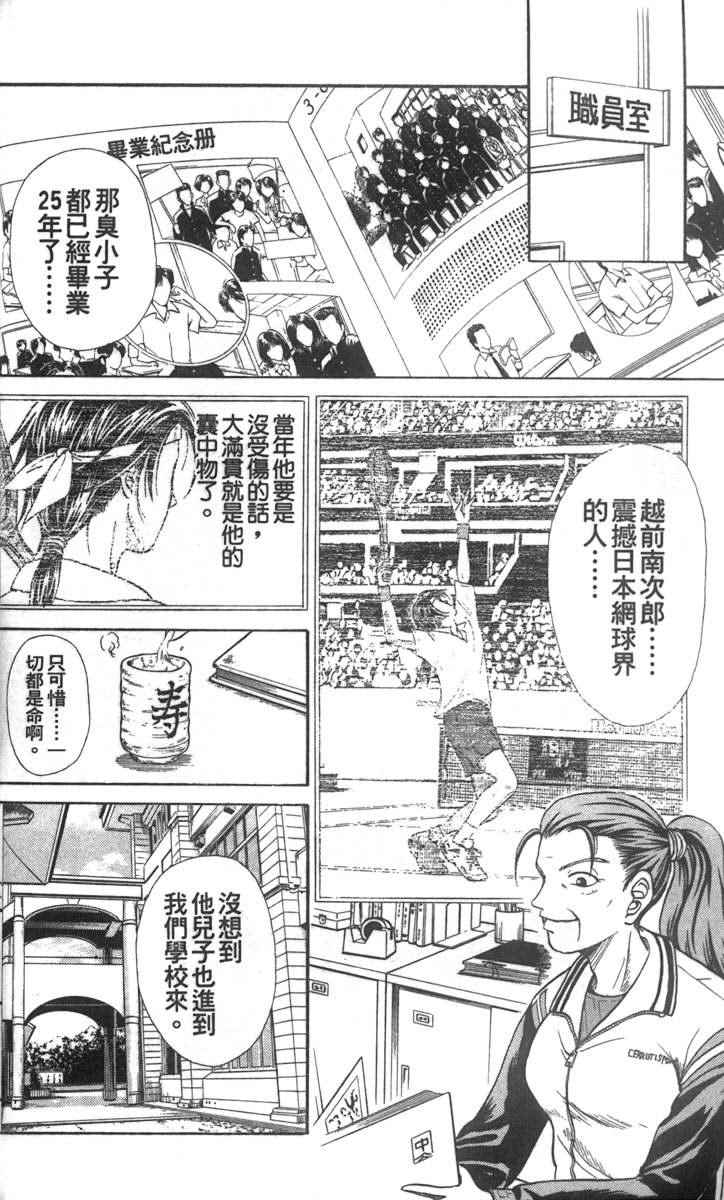 職員室
3-
畢業紀念册
那臭小子
都已經畢業
25年了……
越前南次郎……
震撼日本網球界
的人……
Wilson
當年他要是
沒受傷的話，
大滿貫就是他的
囊中物了。
寿
只可惜……一
切都是命啊。
沒想到
他兒子也進到
我們學校來。
CERRUTI SPORT
中